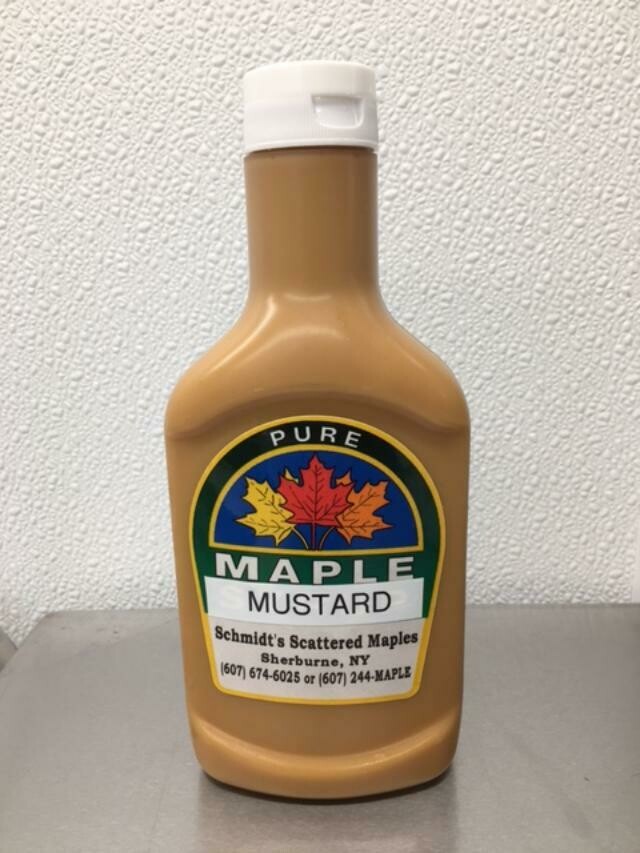 PURE
MAPLE
MUSTARD
Schmidt's Scattered Maples
Sherburne, NY
(607) 674-6025 or (607) 244-MAPLE